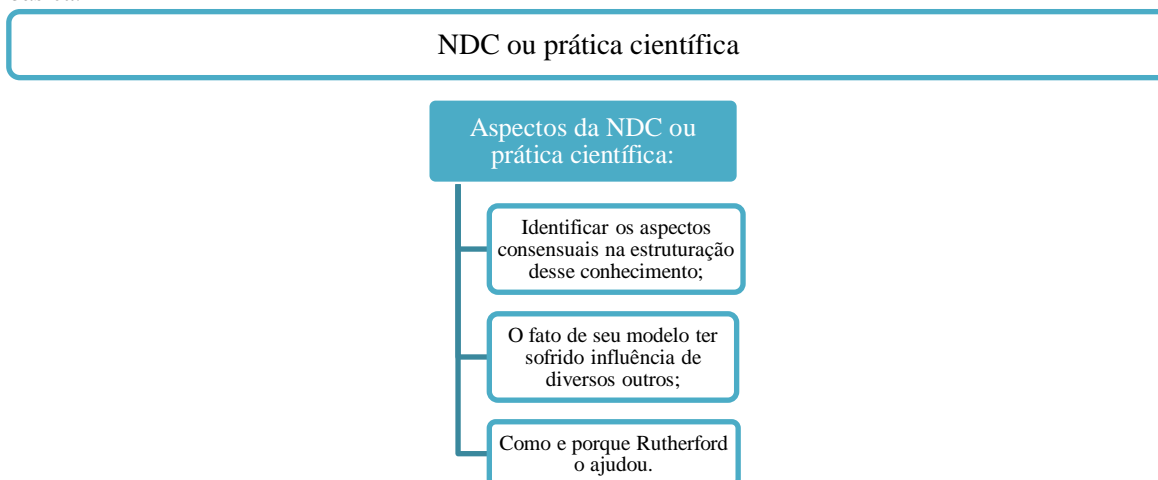 NDC ou prática científica
Aspectos da NDC ou
prática científica:
Identificar os aspectos
consensuais na estruturação
desse conhecimento;
O fato de seu modelo ter
sofrido influência de
diversos outros;
Como e porque Rutherford
o ajudou.